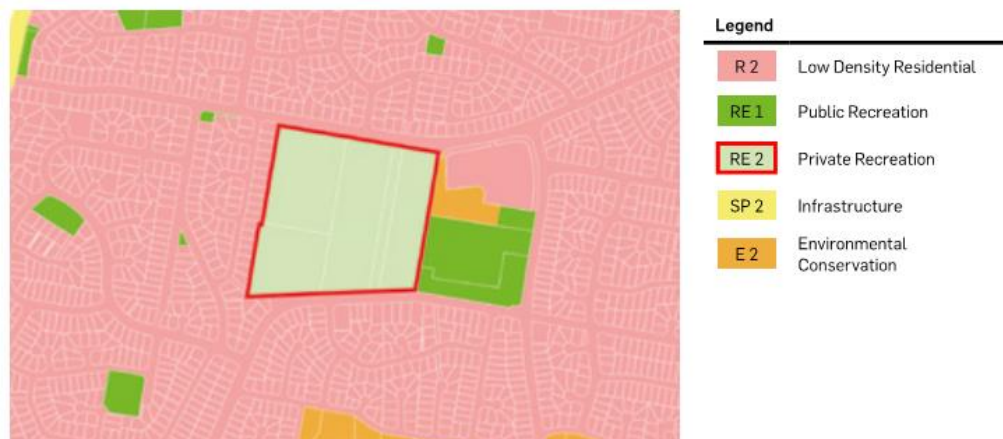 Legend
R 2 Low Density Residential
RE 1 Public Recreation
RE 2 Private Recreation
SP 2 Infrastructure
E 2 Environmental
Conservation